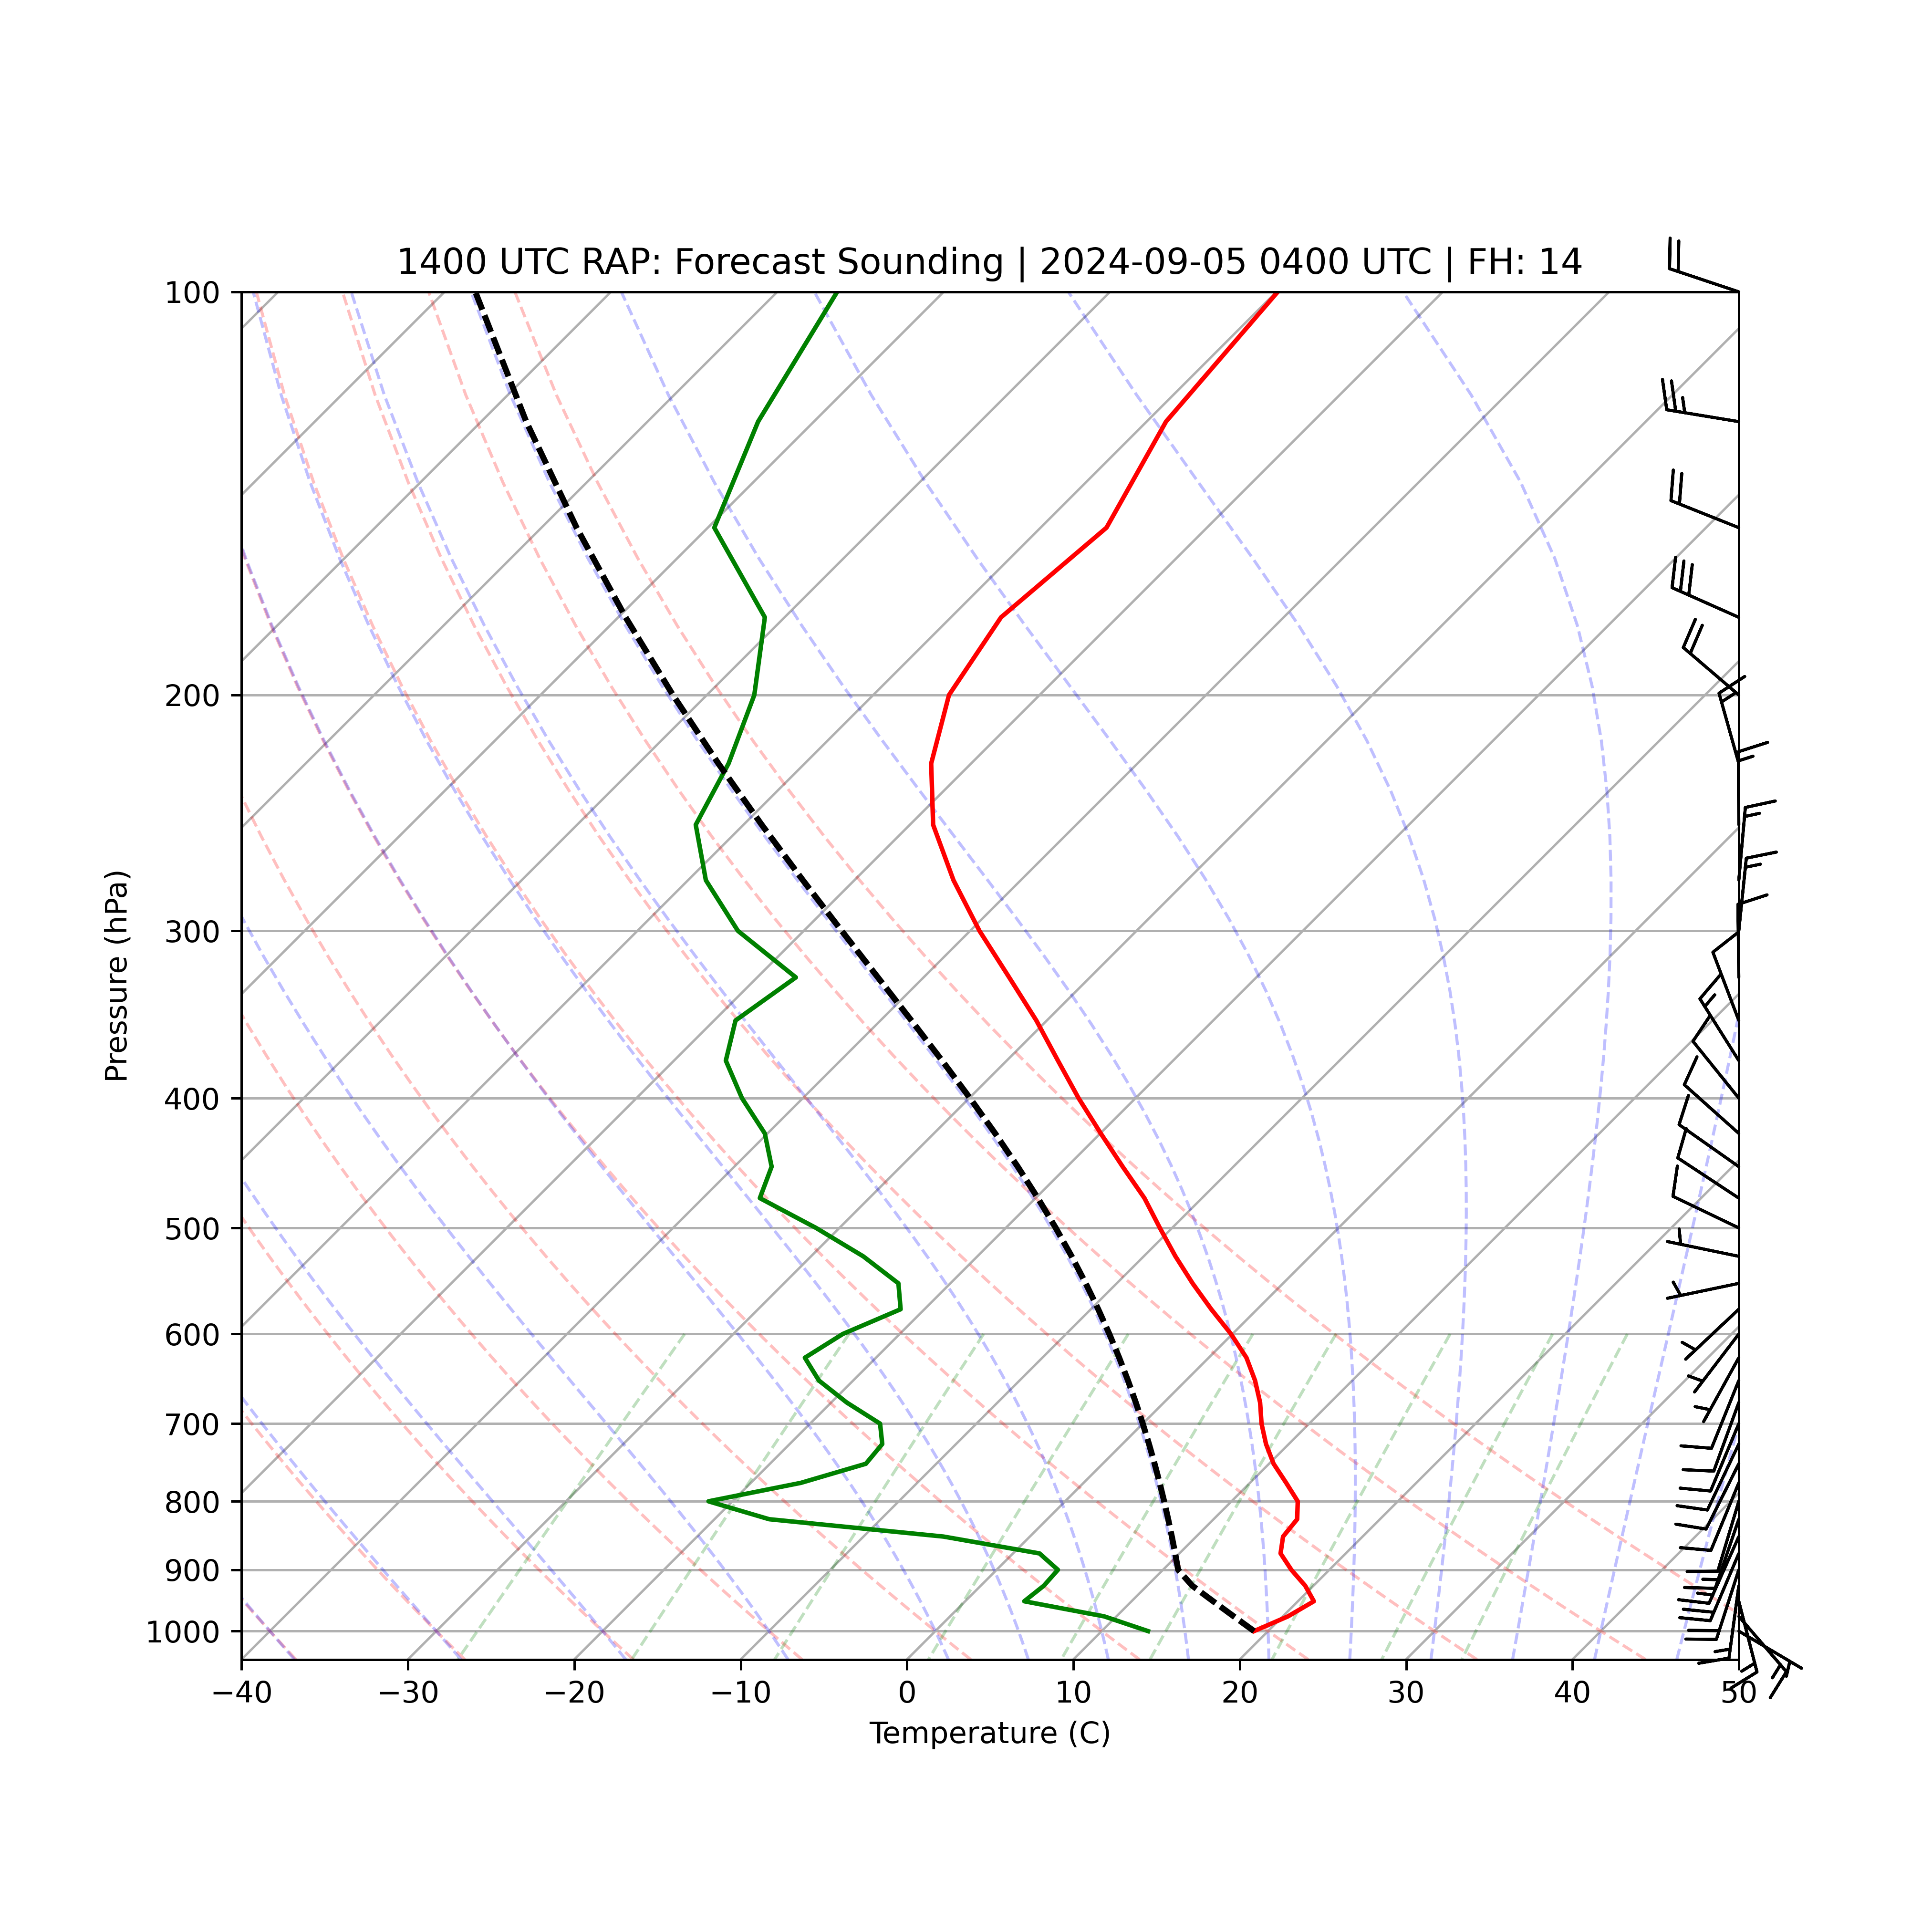 1400 UTC RAP: Forecast Sounding | 2024-09-05 0400 UTC | FH: 14
100
200
300
400
500
600
700
800
900
1000
Pressure (hPa)
−40 −30 −20 −10 0 10 20 30 40 50
Temperature (C)